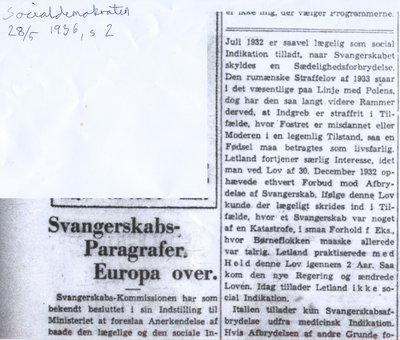 Socialdemokraten
28/5 1936, s 2
Svangerskabs-
Paragrafer
Europa over.
Svangerskabs-Kommissionen har som
bekendt besluttet i sin Indstilling til
Ministeriet at foreslaa Anerkendelse af
baade den lægelige og den sociale In-
er ikke mig, der vælger Programmerne.
Juli 1932 er saavel lægelig som social
Indikation tilladt, naar Svangerskabet
skyldes en Sædelighedsforbrydelse.
Den rumænske Straffelov af 1933 staar
i det væsentlige paa Linje med Polens,
dog har den saa langt videre Rammer
derved, at Indgreb er straffrit i Til-
fælde, hvor Fostret er misdannet eller
Moderen i en legemlig Tilstand, saa en
Fødsel maa betragtes som livsfarlig.
Letland fortjener særlig Interesse, idet
man ved Lov af 30. December 1932 op-
hævede ethvert Forbud mod Afbry-
delse af Svangerskab. Ifølge denne Lov
kunde der lægeligt skrides ind i Til-
fælde, hvor et Svangerskab var noget
af en Katastrofe, i smaa Forhold f. Eks.,
hvor Børneflokken maaske allerede
var talrig. Letland praktiserede med
Held denne Lov igennem 2 Aar. Saa
kom den nye Regering og ændrede
Loven. Idag tillader Letland ikke so-
cial Indikation.
Italien tillader kun Svangerskabsaf-
brydelse udfra medicinsk Indikation.
Hvis Afbrydelsen af andre Grunde fo-